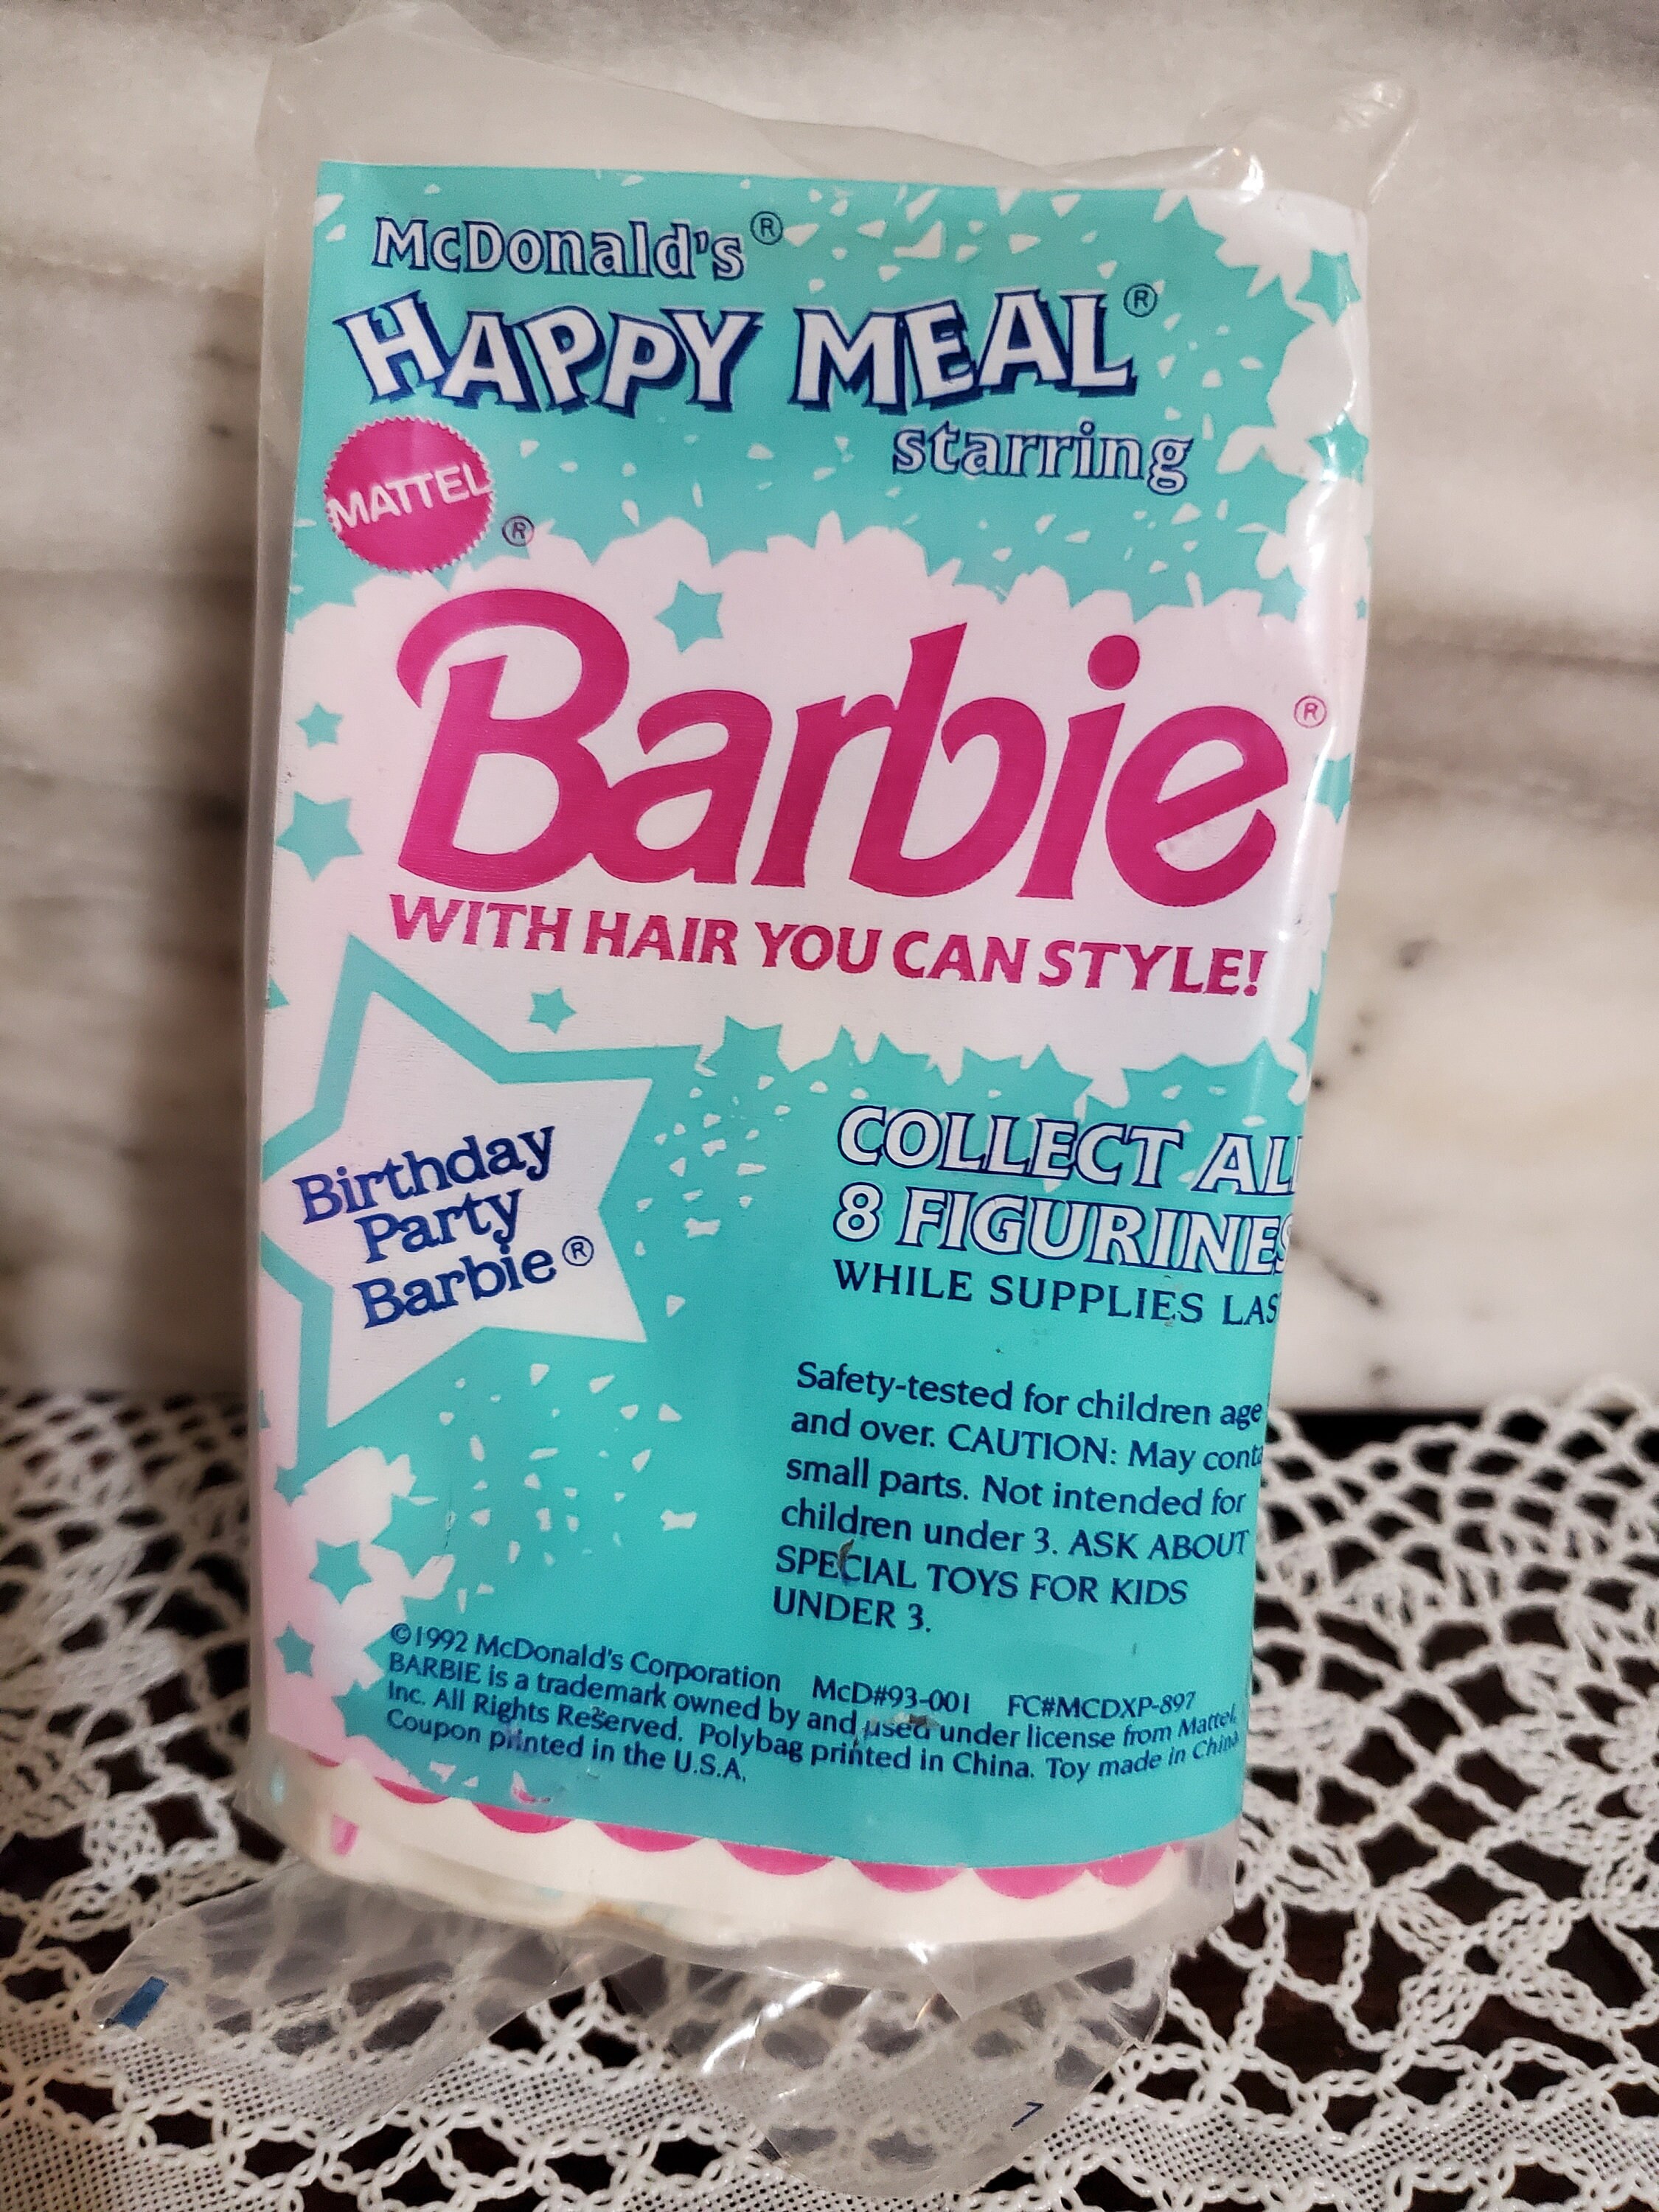 McDonald's®
HAPPY MEAL®
starring
MATTEL
®
Barbie®
WITH HAIR YOU CAN STYLE!
Birthday
Party
Barbie®
COLLECT ALL
8 FIGURINES
WHILE SUPPLIES LAS
Safety-tested for children age
and over. CAUTION: May conta
small parts. Not intended for
children under 3. ASK ABOUT
SPECIAL TOYS FOR KIDS
UNDER 3.
©1992 McDonald's Corporation McD#93-001 FC#MCDXP-897
BARBIE is a trademark owned by and used under license from Mattel,
Inc. All Rights Reserved. Polybag printed in China. Toy made in China
Coupon printed in the U.S.A.
7